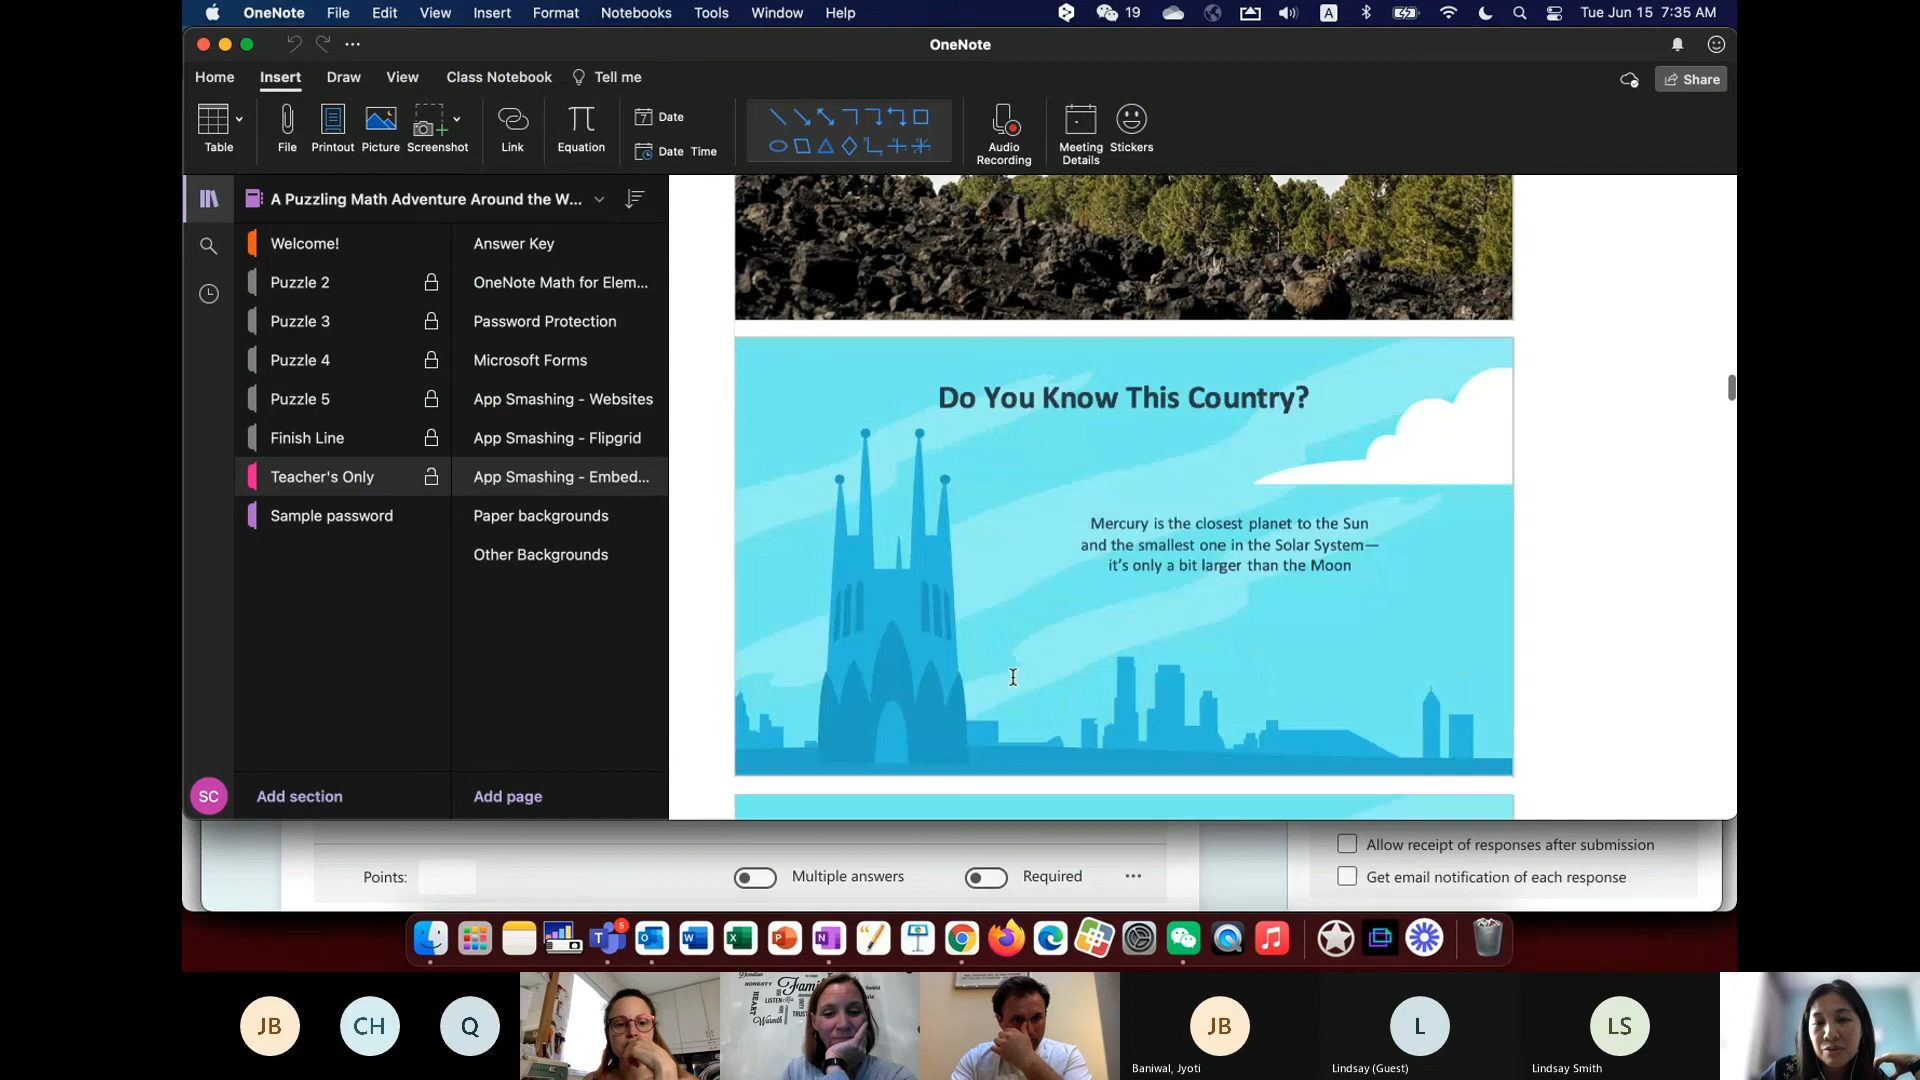 OneNote File Edit View Insert Format Notebooks Tools Window Help
19
A
Tue Jun 15 7:35 AM
OneNote
Home Insert Draw View Class Notebook Tell me
Share
Table
File
Printout
Picture
Screenshot
Link
Equation
7 Date
Date Time
Audio
Recording
Meeting
Details
Stickers
A Puzzling Math Adventure Around the W...
Welcome!
Puzzle 2
Puzzle 3
Puzzle 4
Puzzle 5
Finish Line
Teacher's Only
Sample password
Answer Key
OneNote Math for Elem...
Password Protection
Microsoft Forms
App Smashing - Websites
App Smashing - Flipgrid
App Smashing - Embed...
Paper backgrounds
Other Backgrounds
SC
Add section
Add page
Do You Know This Country?
Mercury is the closest planet to the Sun
and the smallest one in the Solar System—
it's only a bit larger than the Moon
Points:
Multiple answers
Required
Allow receipt of responses after submission
Get email notification of each response
T
5
O
W
X
P
N
JB
CH
Q
HONESTY
Family
HEART
LISTEN
Warmth
JB
Baniwal, Jyoti
L
Lindsay (Guest)
LS
Lindsay Smith